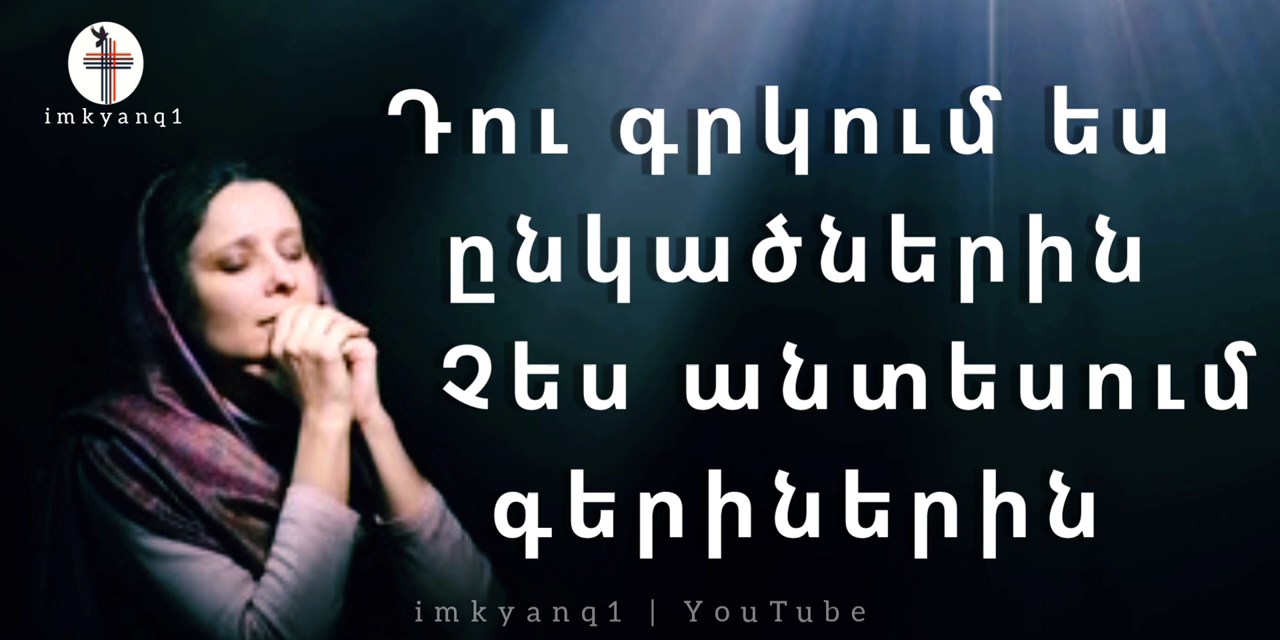 imkyanq1
Դու գրկում ես
ընկածներին
Չես անտեսում
գերիներին
imkyanq1 | YouTube